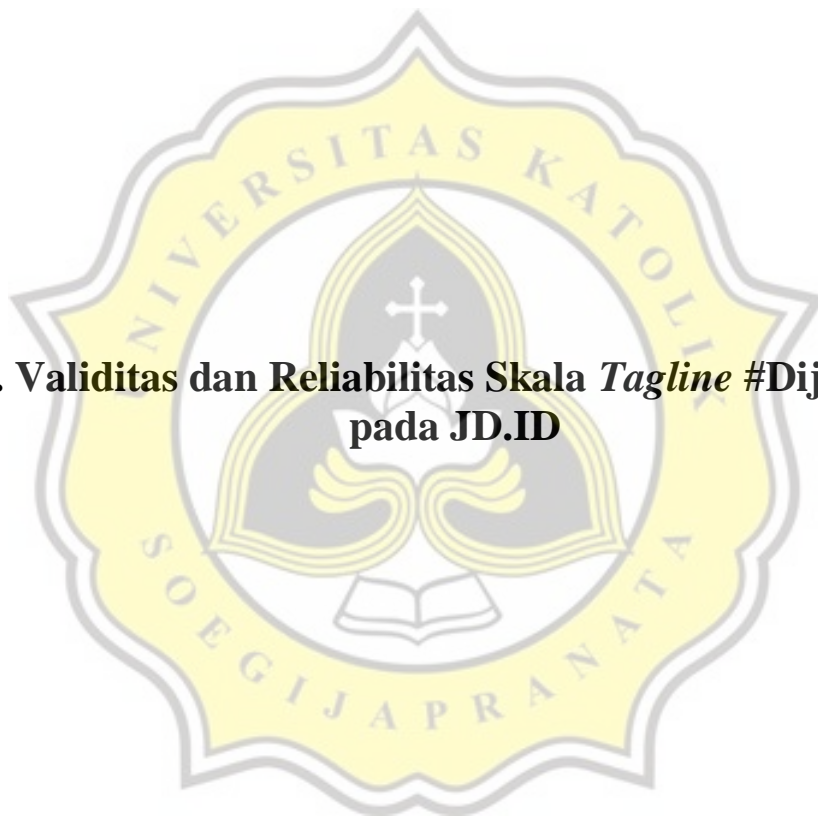 UNIVERSITAS KATOLIK
. Validitas dan Reliabilitas Skala Tagline
pada JD.ID
SOEGIJAPRANATA